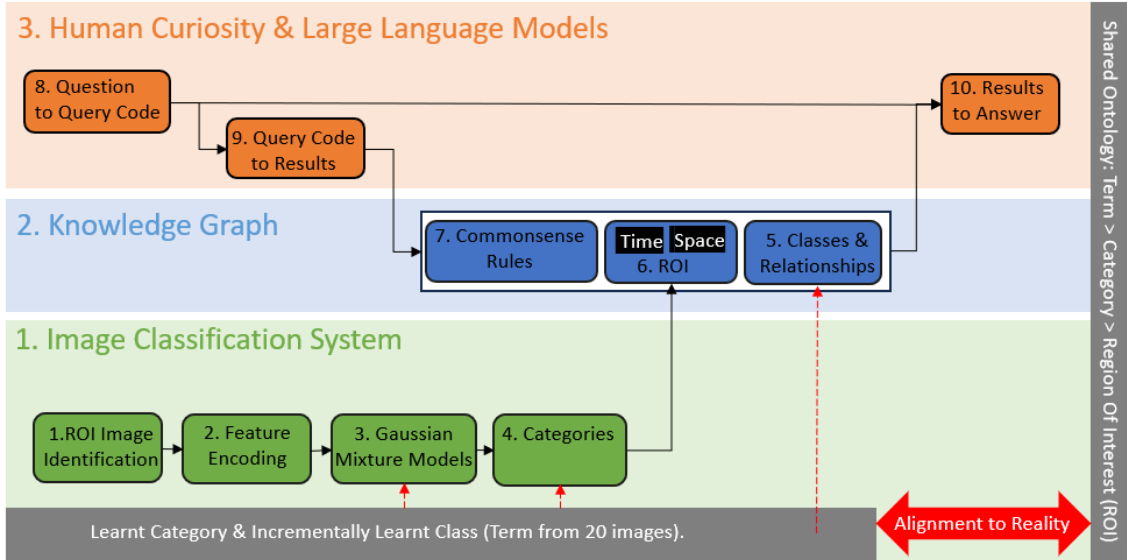 3. Human Curiosity & Large Language Models
8. Question
to Query Code
10. Results
to Answer
9. Query Code
to Results
2. Knowledge Graph
7. Commonsense
Rules
Time Space
6. ROI
5. Classes &
Relationships
1. Image Classification System
1.ROI Image
Identification
2. Feature
Encoding
3. Gaussian
Mixture Models
4. Categories
Learnt Category & Incrementally Learnt Class (Term from 20 images).
Alignment to Reality
Shared Ontology: Term > Category > Region Of Interest (ROI)